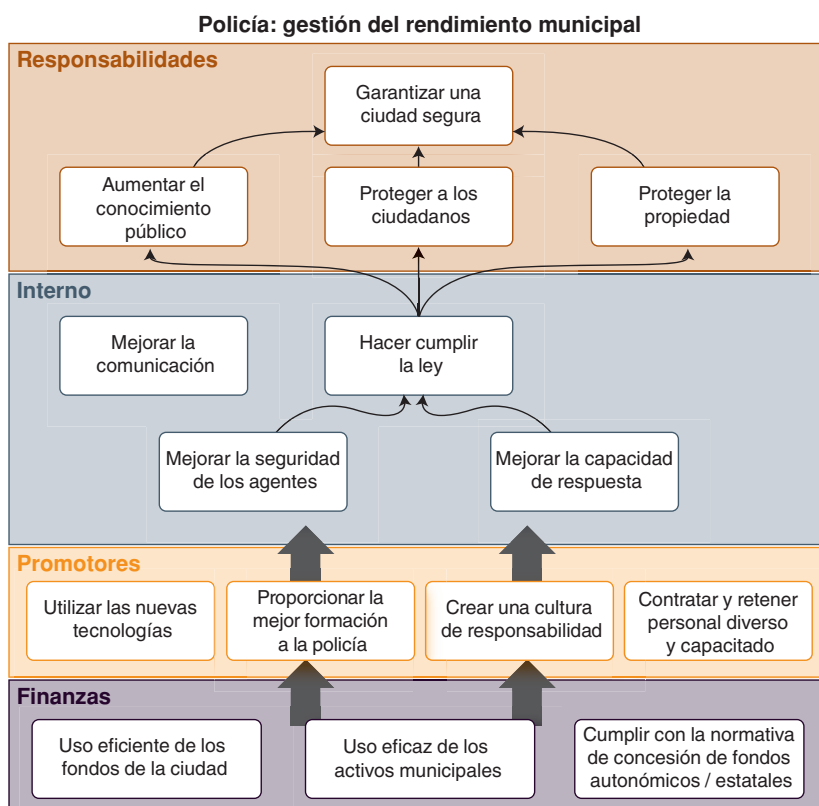 Policía: gestión del rendimiento municipal
Responsabilidades
Garantizar una
ciudad segura
Aumentar el
conocimiento
público
Proteger a los
ciudadanos
Proteger la
propiedad
Interno
Mejorar la
comunicación
Hacer cumplir
la ley
Mejorar la seguridad
de los agentes
Mejorar la capacidad
de respuesta
Promotores
Utilizar las nuevas
tecnologías
Proporcionar la
mejor formación
a la policía
Crear una cultura
de responsabilidad
Contratar y retener
personal diverso
y capacitado
Finanzas
Uso eficiente de los
fondos de la ciudad
Uso eficaz de los
activos municipales
Cumplir con la normativa
de concesión de fondos
autonómicos / estatales